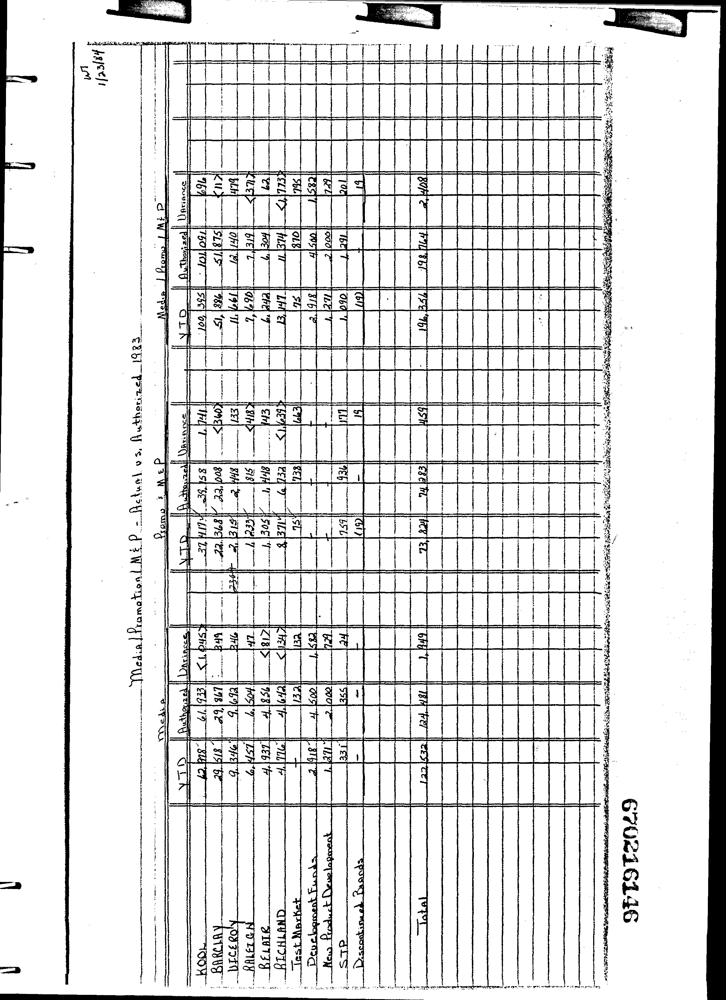 WT
1/23/84
Media/Promotion/M&P - Actual vs. Authorized 1983
Media Promo & M&P Media/Promo/M&P
YTD Authorized Variance YTD Authorized Variance YTD Authorized Variance
KOOL 62,978 61,933 <1,045> 37,417 39,158 1,741 100,395 101,091 696
BARCLAY 29,518 29,867 349 22,368 22,008 <360> 51,886 51,875 <11>
VICEROY 9,346 9,692 346 2,315 2,448 133 11,661 12,140 479
RALEIGH 6,457 6,504 47 1,233 815 <418> 7,690 7,319 <371>
BELAIR 4,937 4,856 <81> 1,305 1,448 143 6,242 6,304 62
RICHLAND 4,776 4,642 <134> 8,371 6,732 <1,639> 13,147 11,374 <1,773>
Test Market - 132 132 75 738 663 75 870 795
Development Funds 2,918 4,500 1,582 - - - 2,918 4,500 1,582
New Product Development 1,271 2,000 729 - - - 1,271 2,000 729
STP 331 355 24 759 936 177 1,090 1,291 201
Discontinued Brands - - - (19) - 19 (19) - 19
Total 122,532 124,481 1,949 73,824 74,283 459 196,356 198,764 2,408
670216146